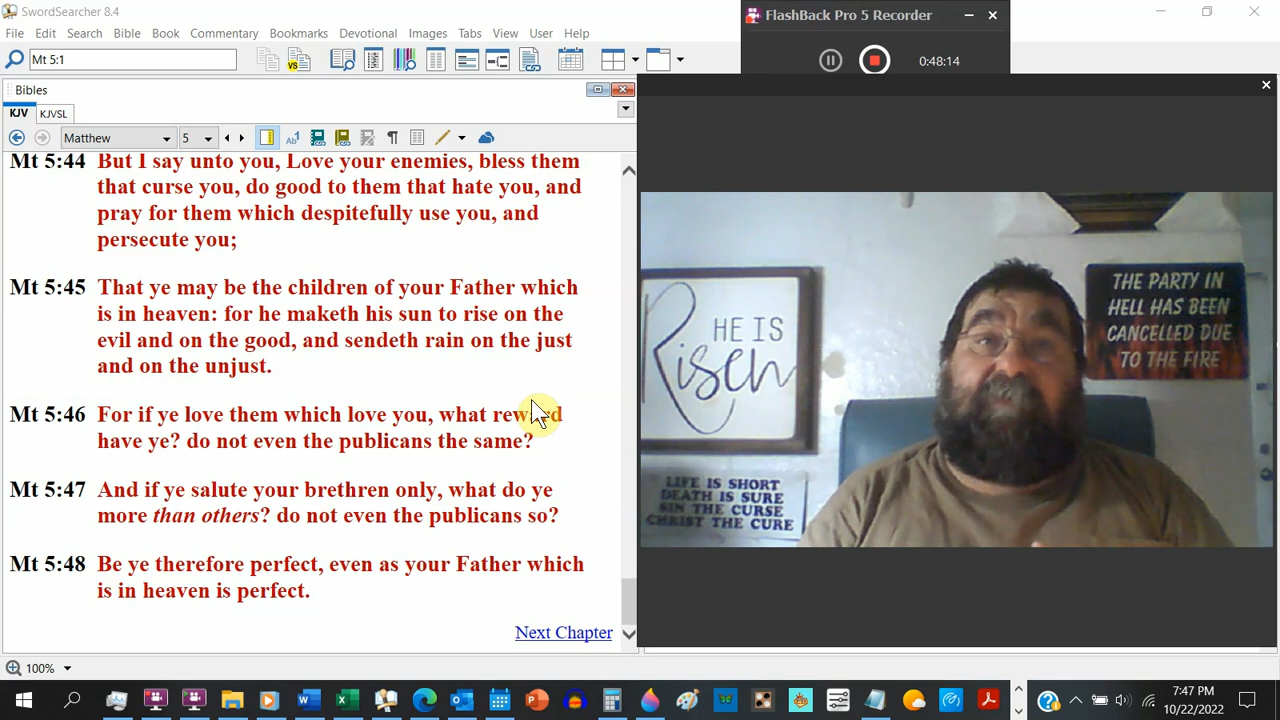 SwordSearcher 8.4
FlashBack Pro 5 Recorder
File Edit Search Bible Book Commentary Bookmarks Devotional Images Tabs View User Help
Mt 5:1
VS
0:48:14
Bibles
KJV KJVSL
Matthew 5
Mt 5:44 But I say unto you, Love your enemies, bless them
that curse you, do good to them that hate you, and
pray for them which despitefully use you, and
persecute you;
Mt 5:45 That ye may be the children of your Father which
is in heaven: for he maketh his sun to rise on the
evil and on the good, and sendeth rain on the just
and on the unjust.
Mt 5:46 For if ye love them which love you, what reward
have ye? do not even the publicans the same?
Mt 5:47 And if ye salute your brethren only, what do ye
more than others? do not even the publicans so?
Mt 5:48 Be ye therefore perfect, even as your Father which
is in heaven is perfect.
Next Chapter
100%
HE IS
Risen
LIFE IS SHORT
DEATH IS SURE
SIN THE CURSE
CHRIST THE CURE
THE PARTY IN
HELL HAS BEEN
CANCELLED DUE
TO THE FIRE
7:47 PM
10/22/2022